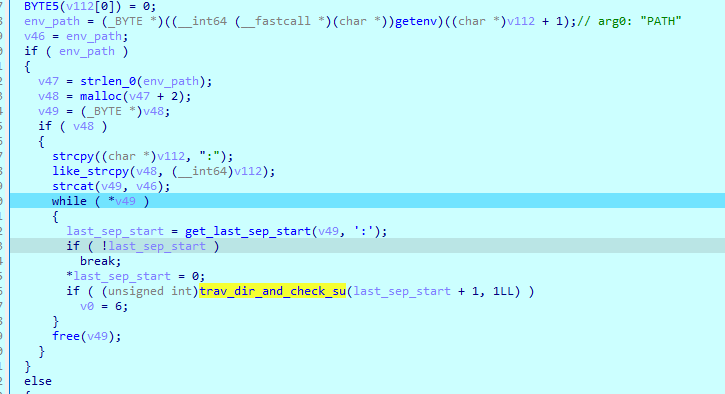 BYTE5(v112[0]) = 0;
env_path = (_BYTE *)((__int64 (__fastcall *)(char *))getenv)((char *)v112 + 1);// arg0: "PATH"
v46 = env_path;
if ( env_path )
{
v47 = strlen_0(env_path);
v48 = malloc(v47 + 2);
v49 = (_BYTE *)v48;
if ( v48 )
{
strcpy((char *)v112, ":");
like_strcpy(v48, (__int64)v112);
strcat(v49, v46);
while ( *v49 )
{
last_sep_start = get_last_sep_start(v49, ':');
if ( !last_sep_start )
break;
*last_sep_start = 0;
if ( (unsigned int)trav_dir_and_check_su(last_sep_start + 1, 1LL) )
v0 = 6;
}
free(v49);
}
}
else